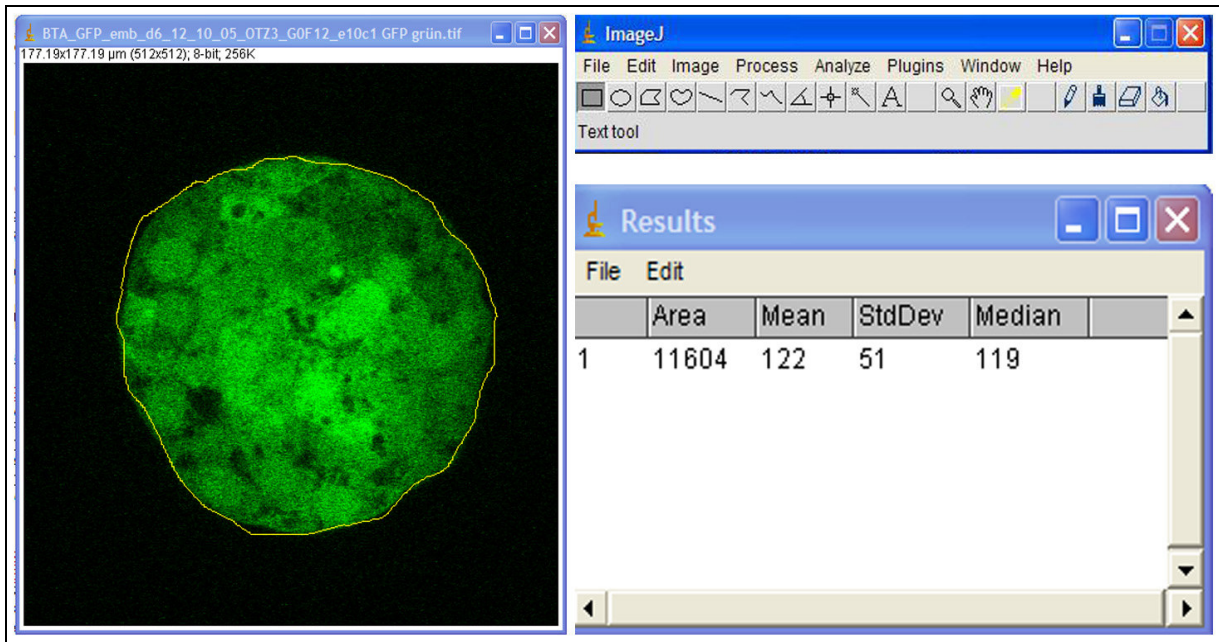 BTA_GFP_emb_d6_12_10_05_OTZ3_G0F12_e10c1 GFP grün.tif
177.19x177.19 µm (512x512); 8-bit; 256K
ImageJ
File Edit Image Process Analyze Plugins Window Help
A
Text tool
Results
File Edit
Area Mean StdDev Median
1 11604 122 51 119